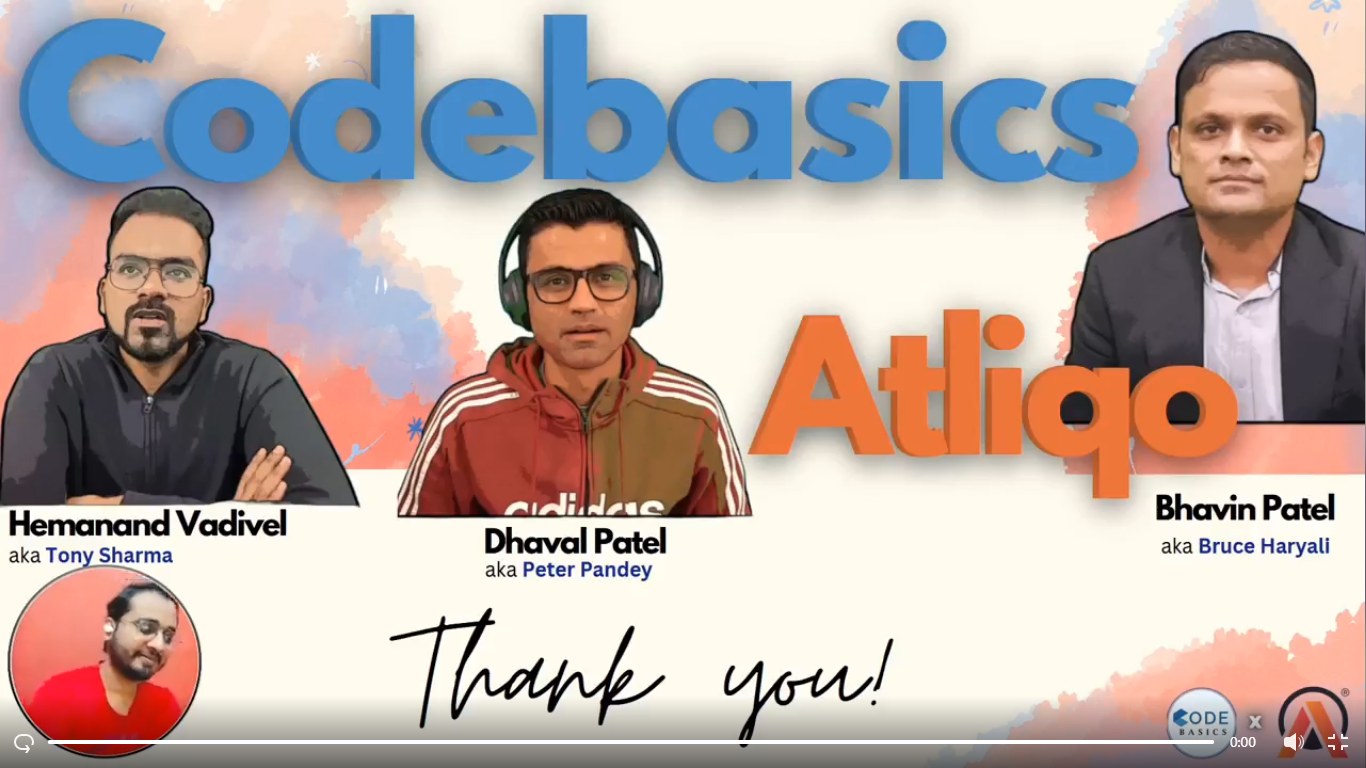 Codebasics
Atliqo
adidas
Hemanand Vadivel
aka Tony Sharma
Dhaval Patel
aka Peter Pandey
Bhavin Patel
aka Bruce Haryali
Thank you!
CODE
BASICS
x
®
0:00